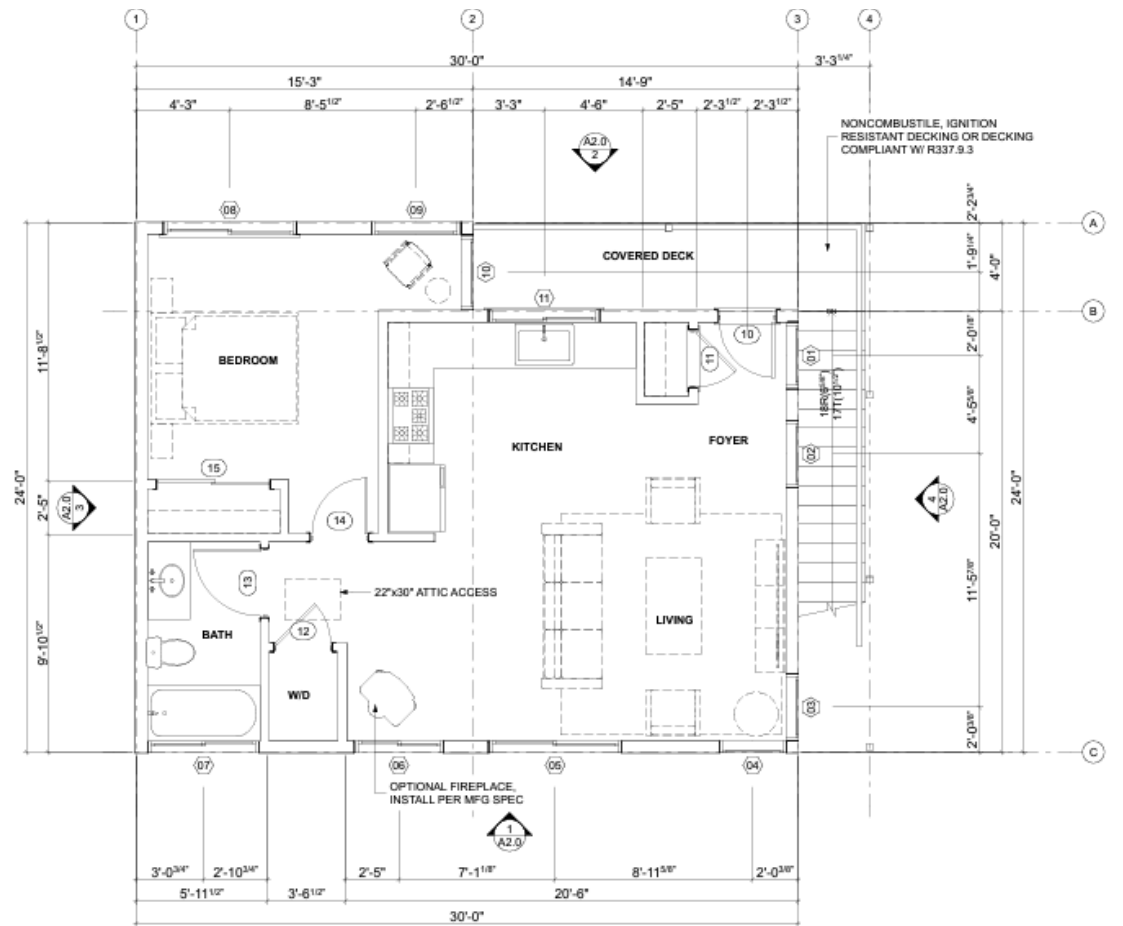 1 2 3 4
30'-0" 3'-3 1/4"
15'-3" 14'-9"
4'-3" 8'-5 1/2" 2'-6 1/2" 3'-3" 4'-6" 2'-5" 2'-3 1/2" 2'-3 1/2"
NONCOMBUSTILE, IGNITION
RESISTANT DECKING OR DECKING
COMPLIANT W/ R337.9.3
A2.0
2
2'-2 3/4"
08 09
A
1'-9 1/4"
4'-0"
COVERED DECK
10
11
B
2'-0 1/8"
10
11
01
11'-8 1/2"
BEDROOM
18R(6 5/8")
17T(10 1/2")
4'-5 5/8"
KITCHEN
FOYER
02
15
24'-0"
2'-5"
A2.0
3
4
A2.0
24'-0"
14
20'-0"
13
22"x30" ATTIC ACCESS
11'-5 7/8"
12
BATH
LIVING
9'-10 1/2"
W/D
03
2'-0 3/8"
C
07 06 05 04
OPTIONAL FIREPLACE,
INSTALL PER MFG SPEC
1
A2.0
3'-0 3/4" 2'-10 3/4" 2'-5" 7'-1 1/8" 8'-11 5/8" 2'-0 3/8"
5'-11 1/2" 3'-6 1/2" 20'-6"
30'-0"